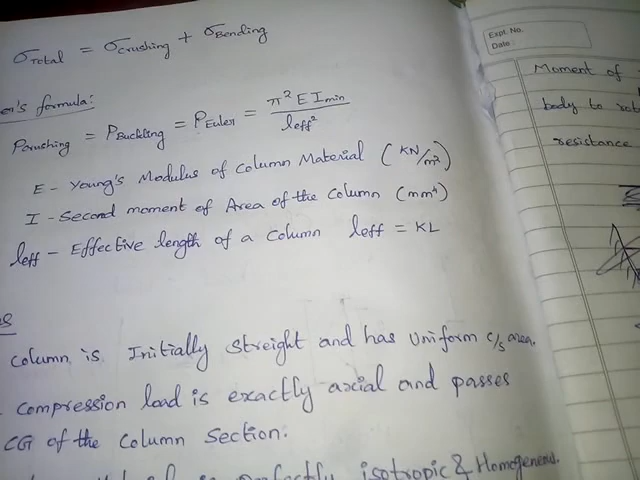 σTotal = σCrushing + σBending
er's formula:
PCrushing = PBuckling = PEuler = π² E Imin / leff²
E - Young's Modulus of Column Material (KN/m²)
I - Second moment of Area of the Column (mm⁴)
leff - Effective length of a Column leff = KL
column is Initially streight and has Uniform c/s area.
compression load is exactly axial and passes
CG of the Column Section.
isotropic & Homogeneous.
Expt. No.
Date
Moment of
body to rot
resistance